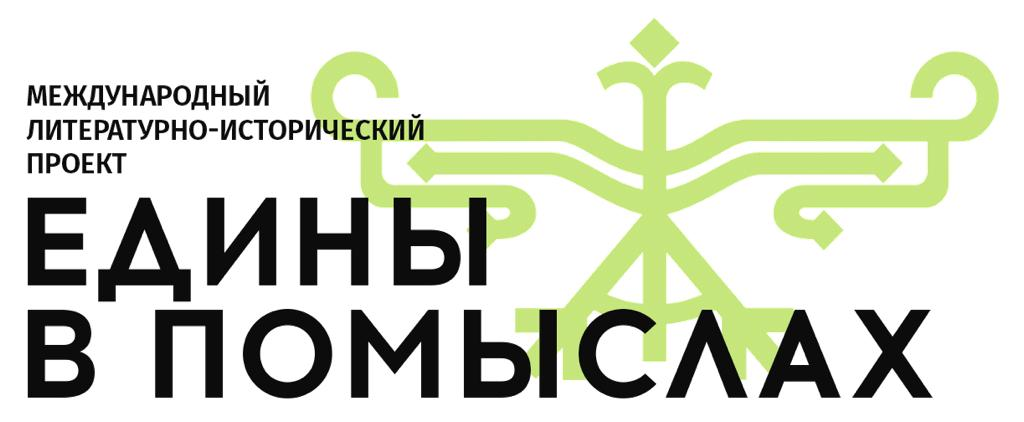 МЕЖДУНАРОДНЫЙ
ЛИТЕРАТУРНО-ИСТОРИЧЕСКИЙ
ПРОЕКТ
ЕДИНЫ
В ПОМЫСЛАХ